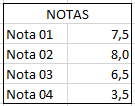 NOTAS
Nota 01 7,5
Nota 02 8,0
Nota 03 6,5
Nota 04 3,5